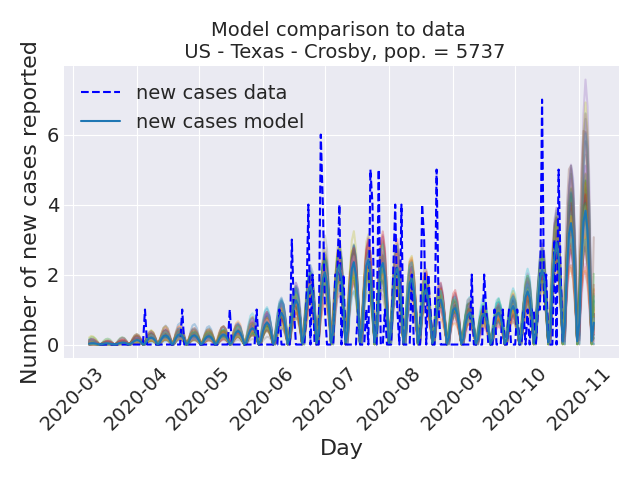 Model comparison to data
US - Texas - Crosby, pop. = 5737
Number of new cases reported
new cases data
new cases model
6
4
2
0
2020-03
2020-04
2020-05
2020-06
2020-07
2020-08
2020-09
2020-10
2020-11
Day